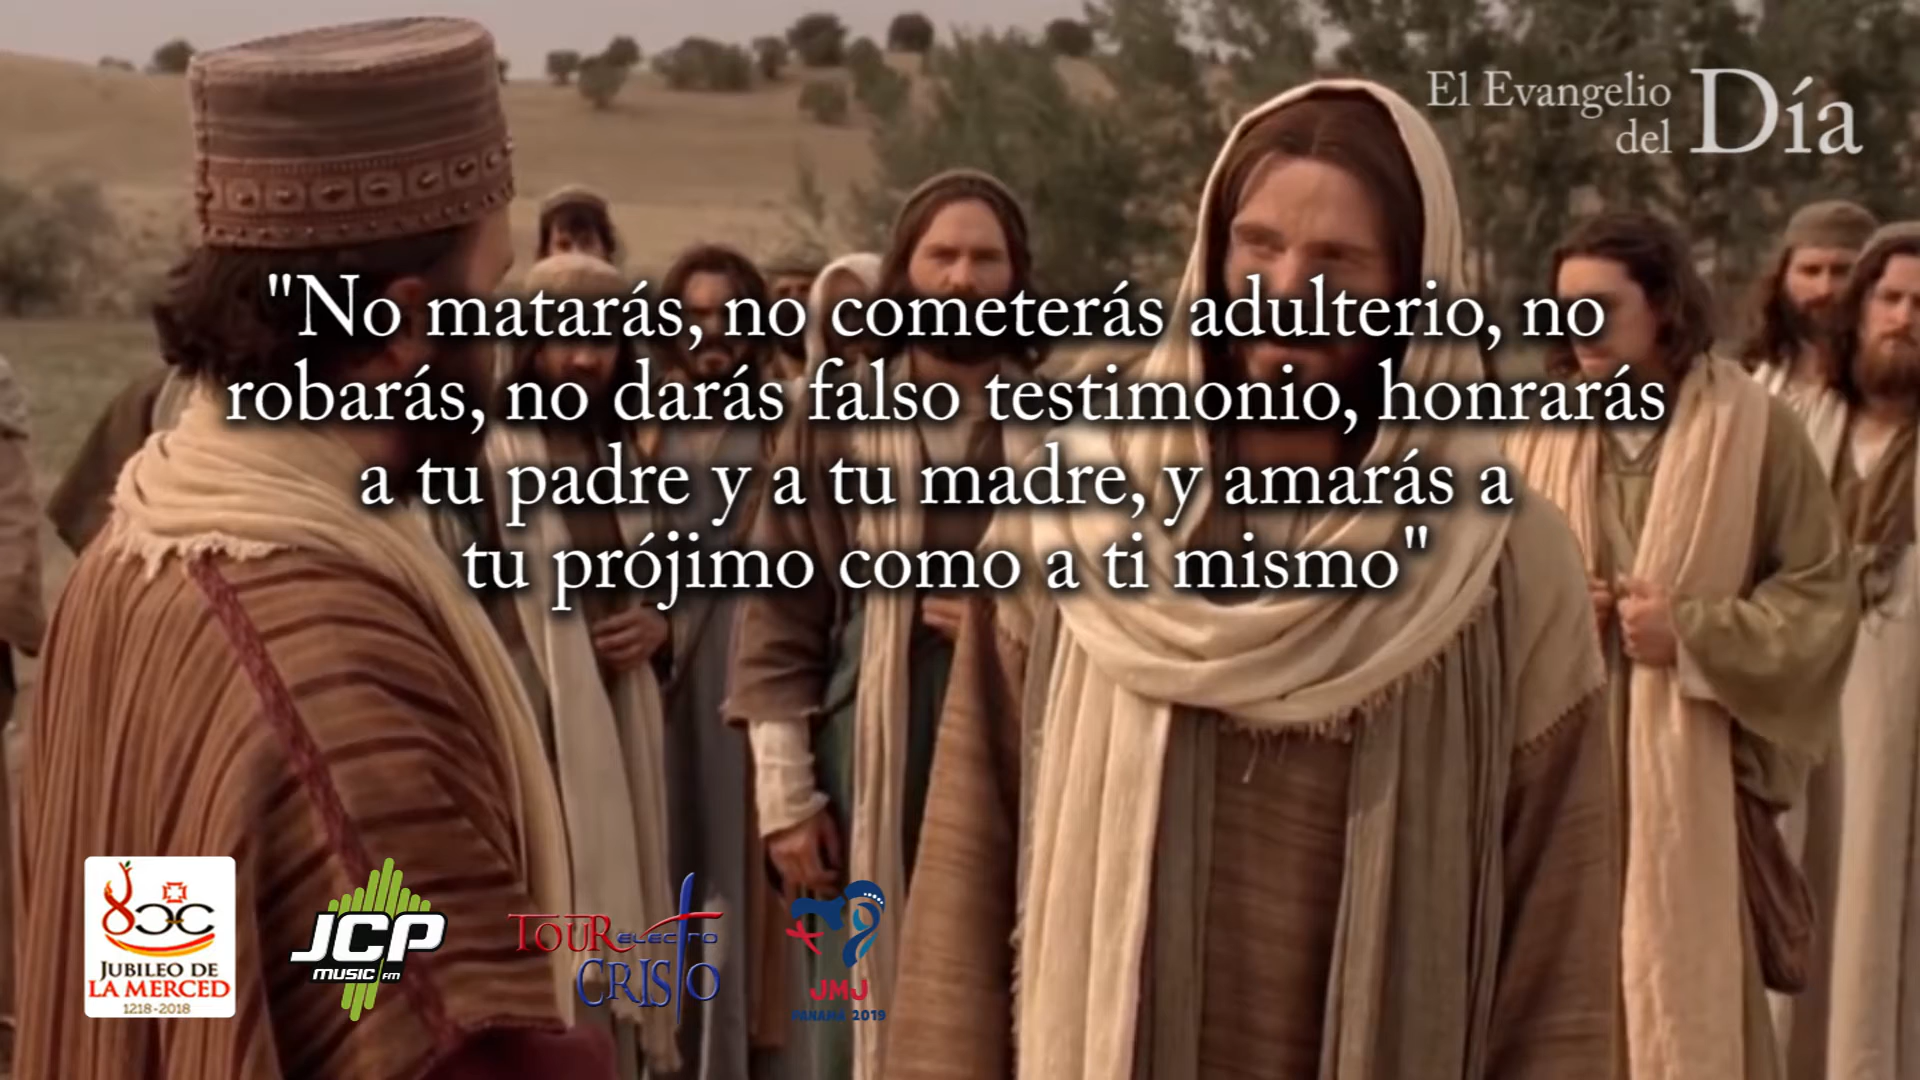 El Evangelio
del Día
"No matarás, no cometerás adulterio, no
robarás, no darás falso testimonio, honrarás
a tu padre y a tu madre, y amarás a
tu prójimo como a ti mismo"
JUBILEO DE
LA MERCED
1218-2018
JCP
MUSIC FM
TOUR ELECTRO
CRISTO
JMJ
PANAMÁ 2019